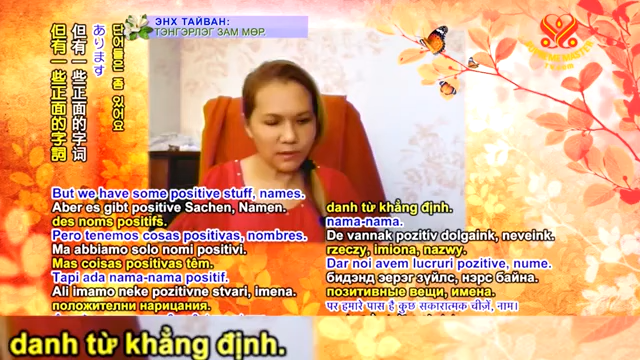 ЭНХ ТАЙВАН:
ТЭНГЭРЛЭГ ЗАМ МӨР.
SUPREME MASTER
단어들은 좀 있어요
あります
但有一些正面的字词
但有一些正面的字詞
But we have some positive stuff, names.
Aber es gibt positive Sachen, Namen.
des noms positifs.
Pero tenemos cosas positivas, nombres.
Ma abbiamo solo nomi positivi.
Mas coisas positivas têm.
Tapi ada nama-nama positif.
Ali imamo neke pozitivne stvari, imena.
положителни нарицания.
danh từ khẳng định.
nama-nama.
De vannak pozitív dolgaink, neveink.
rzeczy, imiona, nazwy.
Dar noi avem lucruri pozitive, nume.
бидэнд эерэг зүйлс, нэрс байна.
позитивные вещи, имена.
पर हमारे पास है कुछ सकारात्मक चीजें, नाम।
danh từ khẳng định.